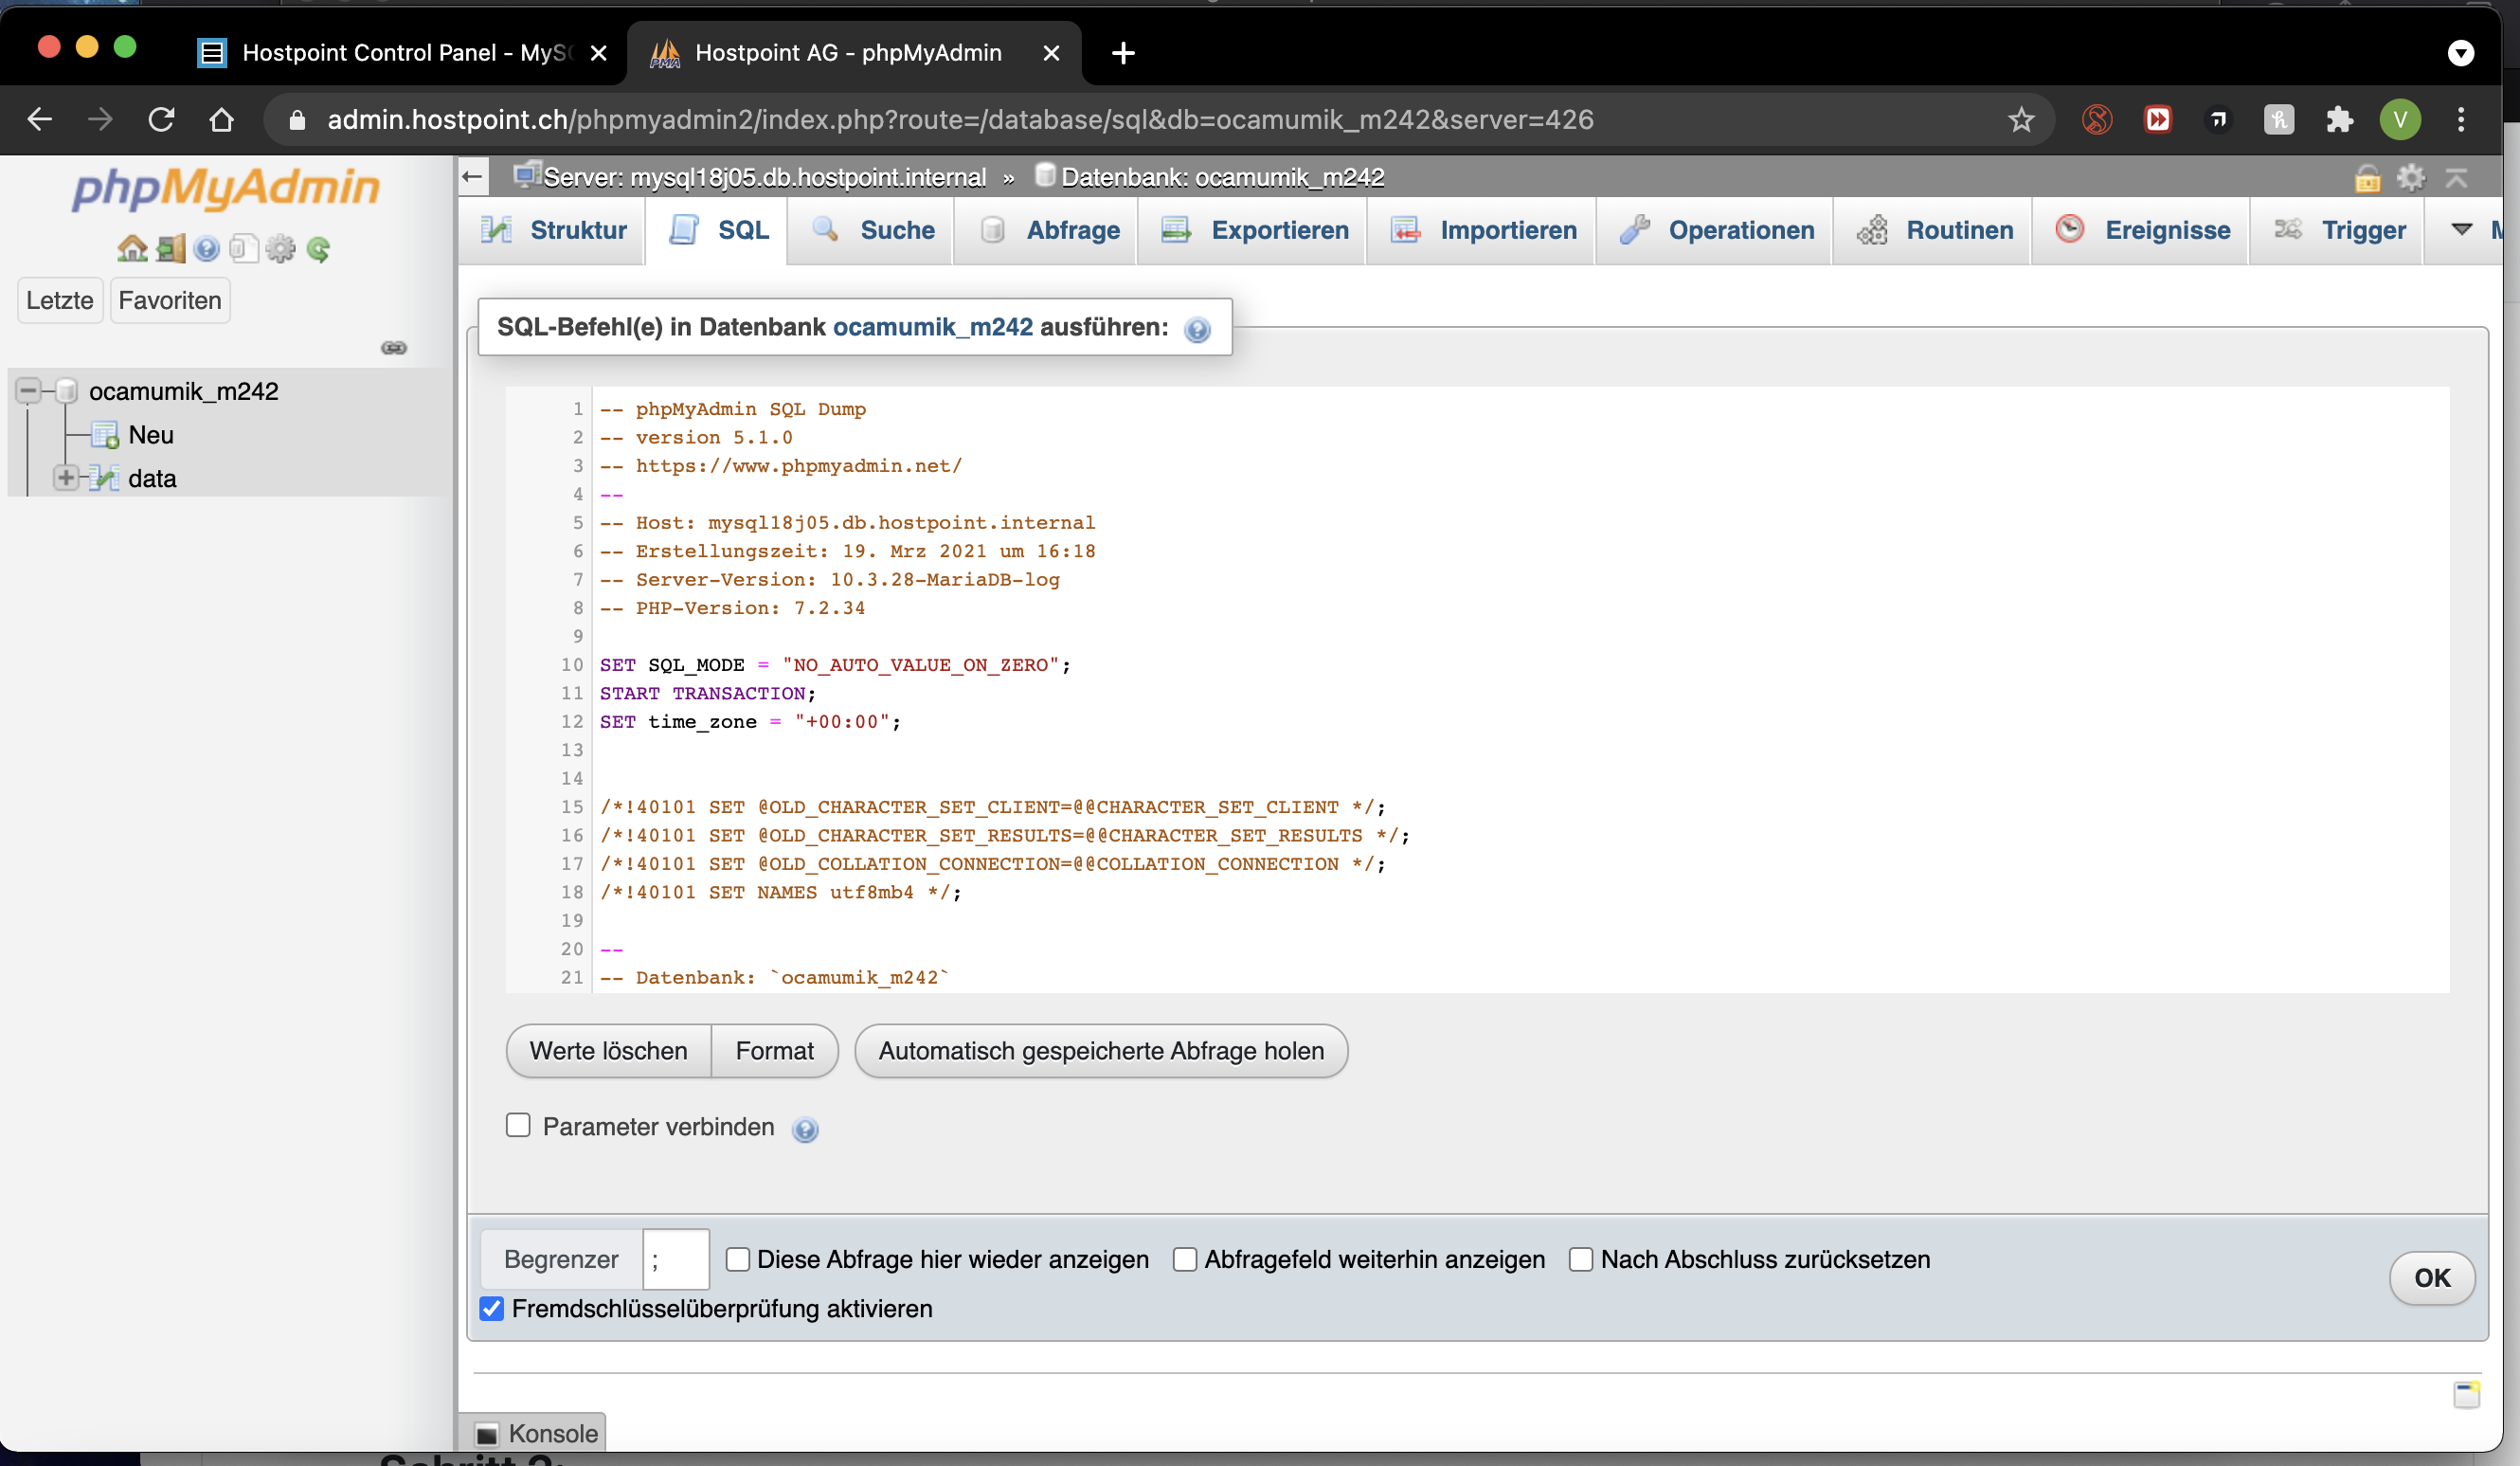 Hostpoint Control Panel - MyS
Hostpoint AG - phpMyAdmin
admin.hostpoint.ch/phpmyadmin2/index.php?route=/database/sql&db=ocamumik_m242&server=426
V
phpMyAdmin
Letzte
Favoriten
ocamumik_m242
Neu
data
Server: mysql18j05.db.hostpoint.internal » Datenbank: ocamumik_m242
Struktur
SQL
Suche
Abfrage
Exportieren
Importieren
Operationen
Routinen
Ereignisse
Trigger
SQL-Befehl(e) in Datenbank ocamumik_m242 ausführen:
1 -- phpMyAdmin SQL Dump
2 -- version 5.1.0
3 -- https://www.phpmyadmin.net/
4 --
5 -- Host: mysql18j05.db.hostpoint.internal
6 -- Erstellungszeit: 19. Mrz 2021 um 16:18
7 -- Server-Version: 10.3.28-MariaDB-log
8 -- PHP-Version: 7.2.34
9
10 SET SQL_MODE = "NO_AUTO_VALUE_ON_ZERO";
11 START TRANSACTION;
12 SET time_zone = "+00:00";
13
14
15 /*!40101 SET @OLD_CHARACTER_SET_CLIENT=@@CHARACTER_SET_CLIENT */;
16 /*!40101 SET @OLD_CHARACTER_SET_RESULTS=@@CHARACTER_SET_RESULTS */;
17 /*!40101 SET @OLD_COLLATION_CONNECTION=@@COLLATION_CONNECTION */;
18 /*!40101 SET NAMES utf8mb4 */;
19
20 --
21 -- Datenbank: `ocamumik_m242`
Werte löschen
Format
Automatisch gespeicherte Abfrage holen
Parameter verbinden
Begrenzer ;
Diese Abfrage hier wieder anzeigen
Abfragefeld weiterhin anzeigen
Nach Abschluss zurücksetzen
Fremdschlüsselüberprüfung aktivieren
OK
Konsole